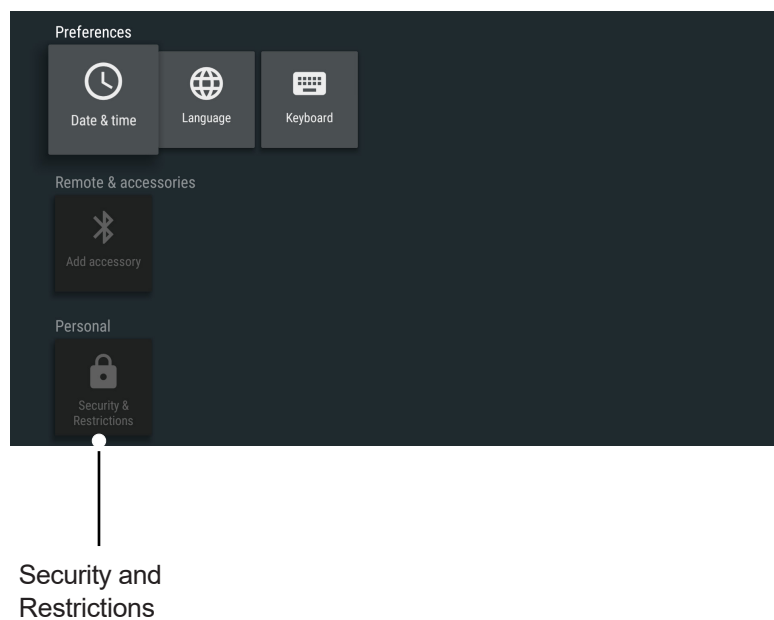 Preferences
Date & time
Language
Keyboard
Remote & accessories
Add accessory
Personal
Security &
Restrictions
Security and
Restrictions